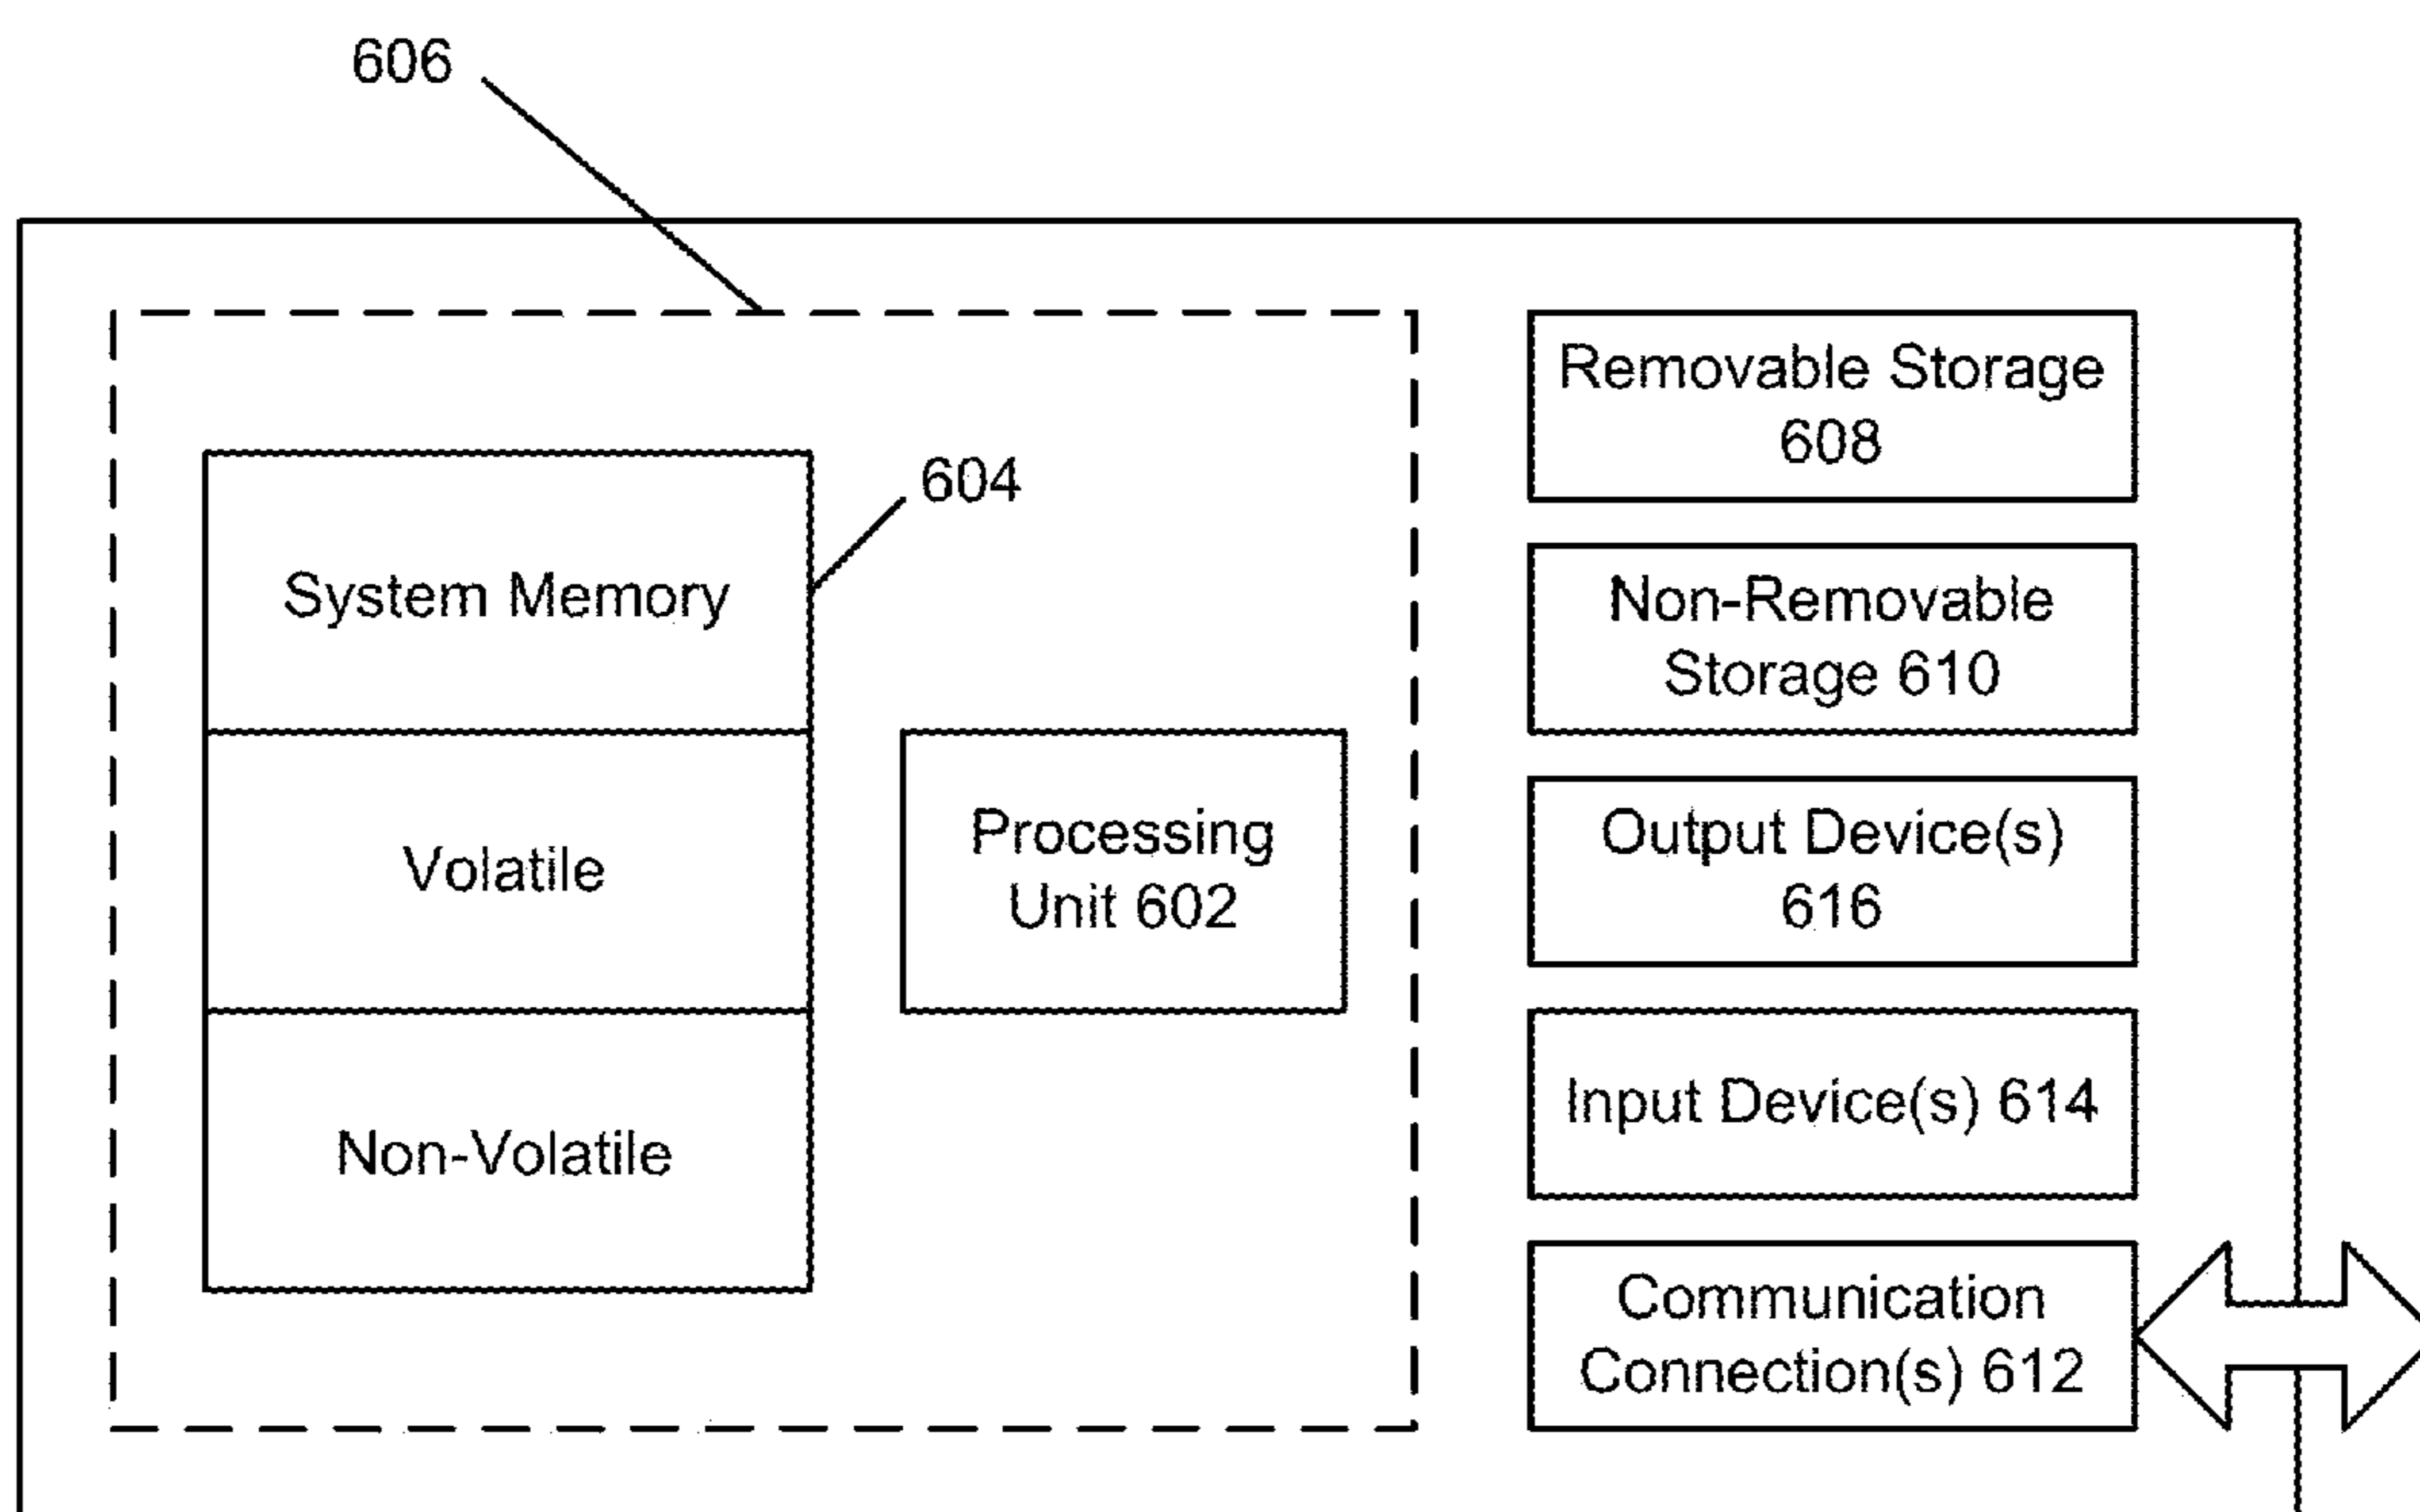 606
604
System Memory
Volatile
Non-Volatile
Processing
Unit 602
Removable Storage
608
Non-Removable
Storage 610
Output Device(s)
616
Input Device(s) 614
Communication
Connection(s) 612